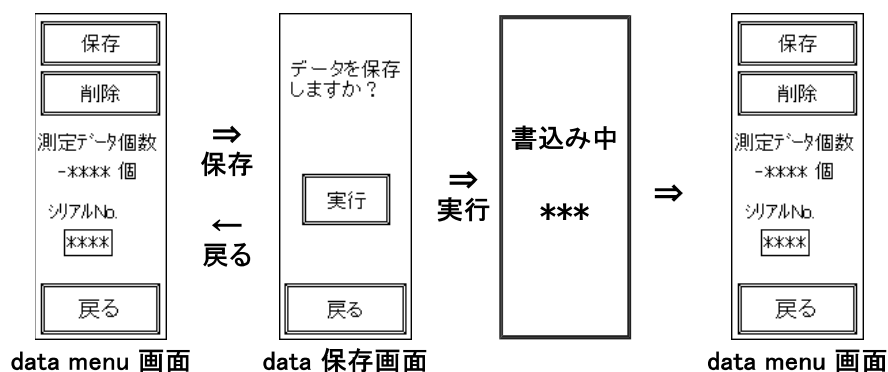 保存
削除
測定データ個数
-**** 個
シリアルNo.
****
戻る
data menu 画面
⇒
保存
←
戻る
データを保存
しますか?
実行
戻る
data 保存画面
⇒
実行
書込み中
***
⇒
保存
削除
測定データ個数
-**** 個
シリアルNo.
****
戻る
data menu 画面